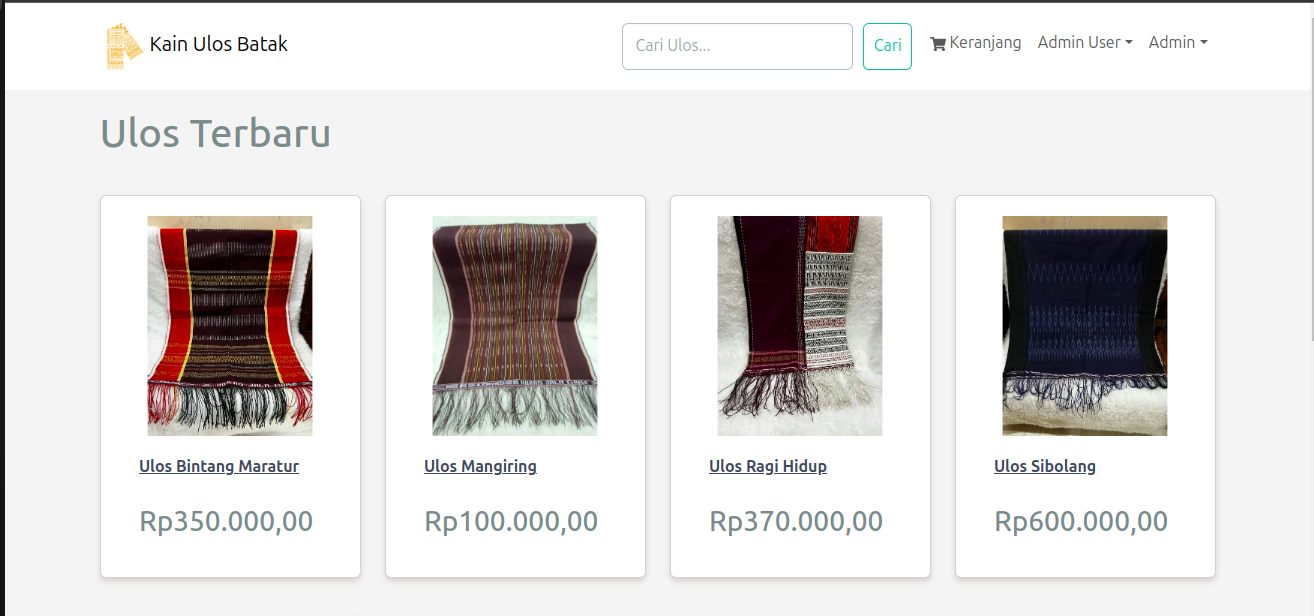 Kain Ulos Batak
Cari Ulos...
Cari
Keranjang
Admin User
Admin
Ulos Terbaru
Ulos Bintang Maratur
Rp350.000,00
Ulos Mangiring
Rp100.000,00
Ulos Ragi Hidup
Rp370.000,00
Ulos Sibolang
Rp600.000,00